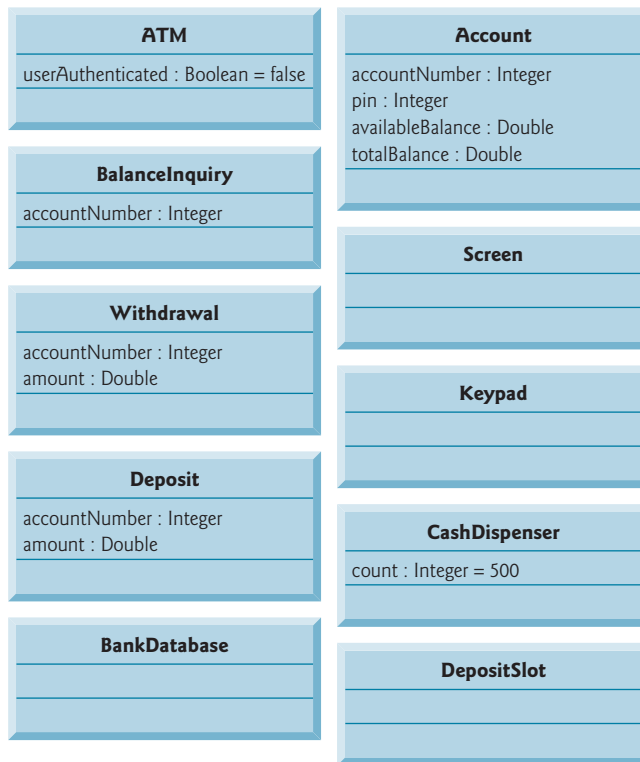 ATM
userAuthenticated : Boolean = false
BalanceInquiry
accountNumber : Integer
Withdrawal
accountNumber : Integer
amount : Double
Deposit
accountNumber : Integer
amount : Double
BankDatabase
Account
accountNumber : Integer
pin : Integer
availableBalance : Double
totalBalance : Double
Screen
Keypad
CashDispenser
count : Integer = 500
DepositSlot